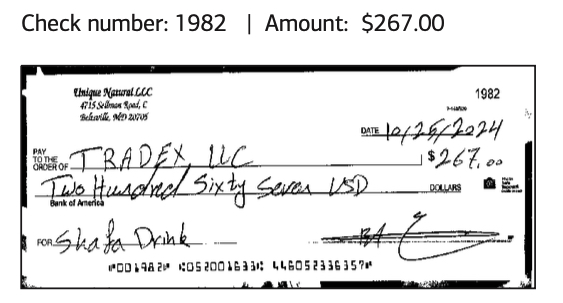 Check number: 1982 | Amount: $267.00
Unique Natural LLC
4715 Sellman Road, C
Beltsville, MD 20705
1982
DATE 10/25/2024
PAY TO THE ORDER OF TRADEX, LLC $267.00
Two Hundred Sixty Seven USD DOLLARS
Bank of America
FOR Shafa Drink
⑈001982⑈ ⑆052001633⑆ 446052336357⑈